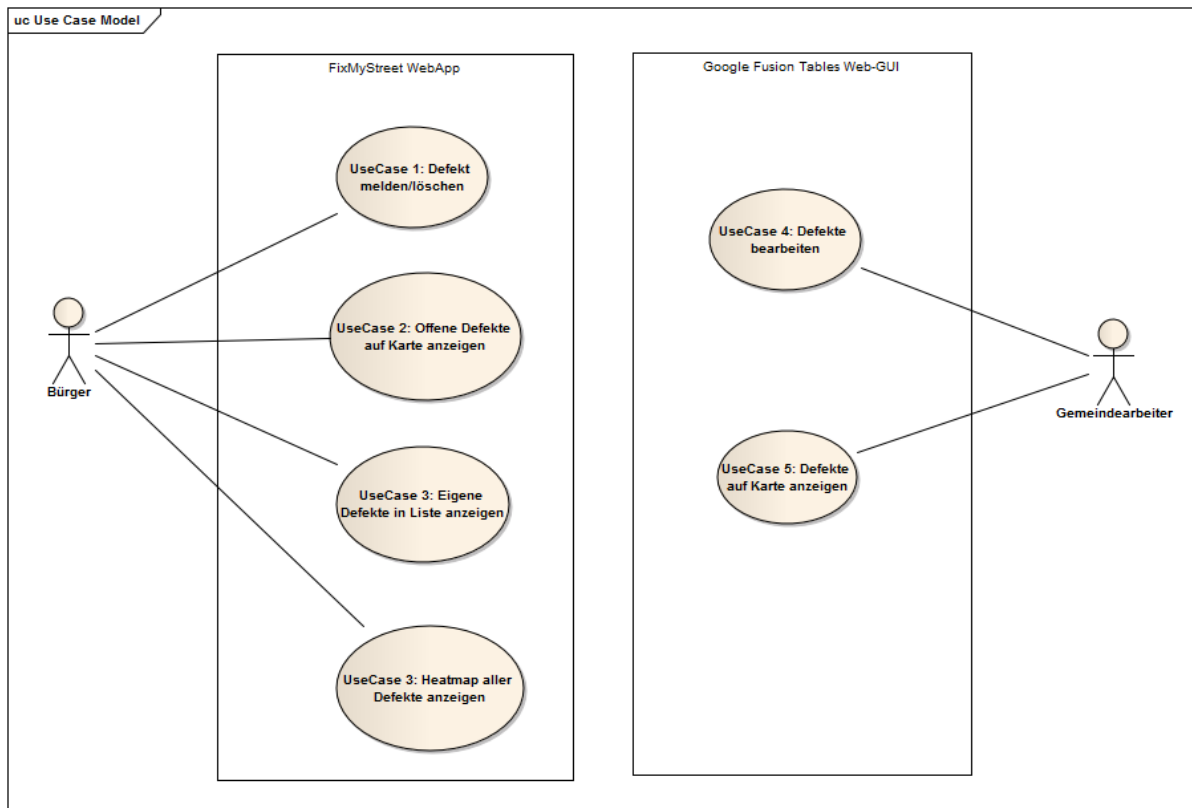 uc Use Case Model
FixMyStreet WebApp
UseCase 1: Defekt
melden/löschen
UseCase 2: Offene Defekte
auf Karte anzeigen
UseCase 3: Eigene
Defekte in Liste anzeigen
UseCase 3: Heatmap aller
Defekte anzeigen
Bürger
Google Fusion Tables Web-GUI
UseCase 4: Defekte
bearbeiten
UseCase 5: Defekte
auf Karte anzeigen
Gemeindearbeiter